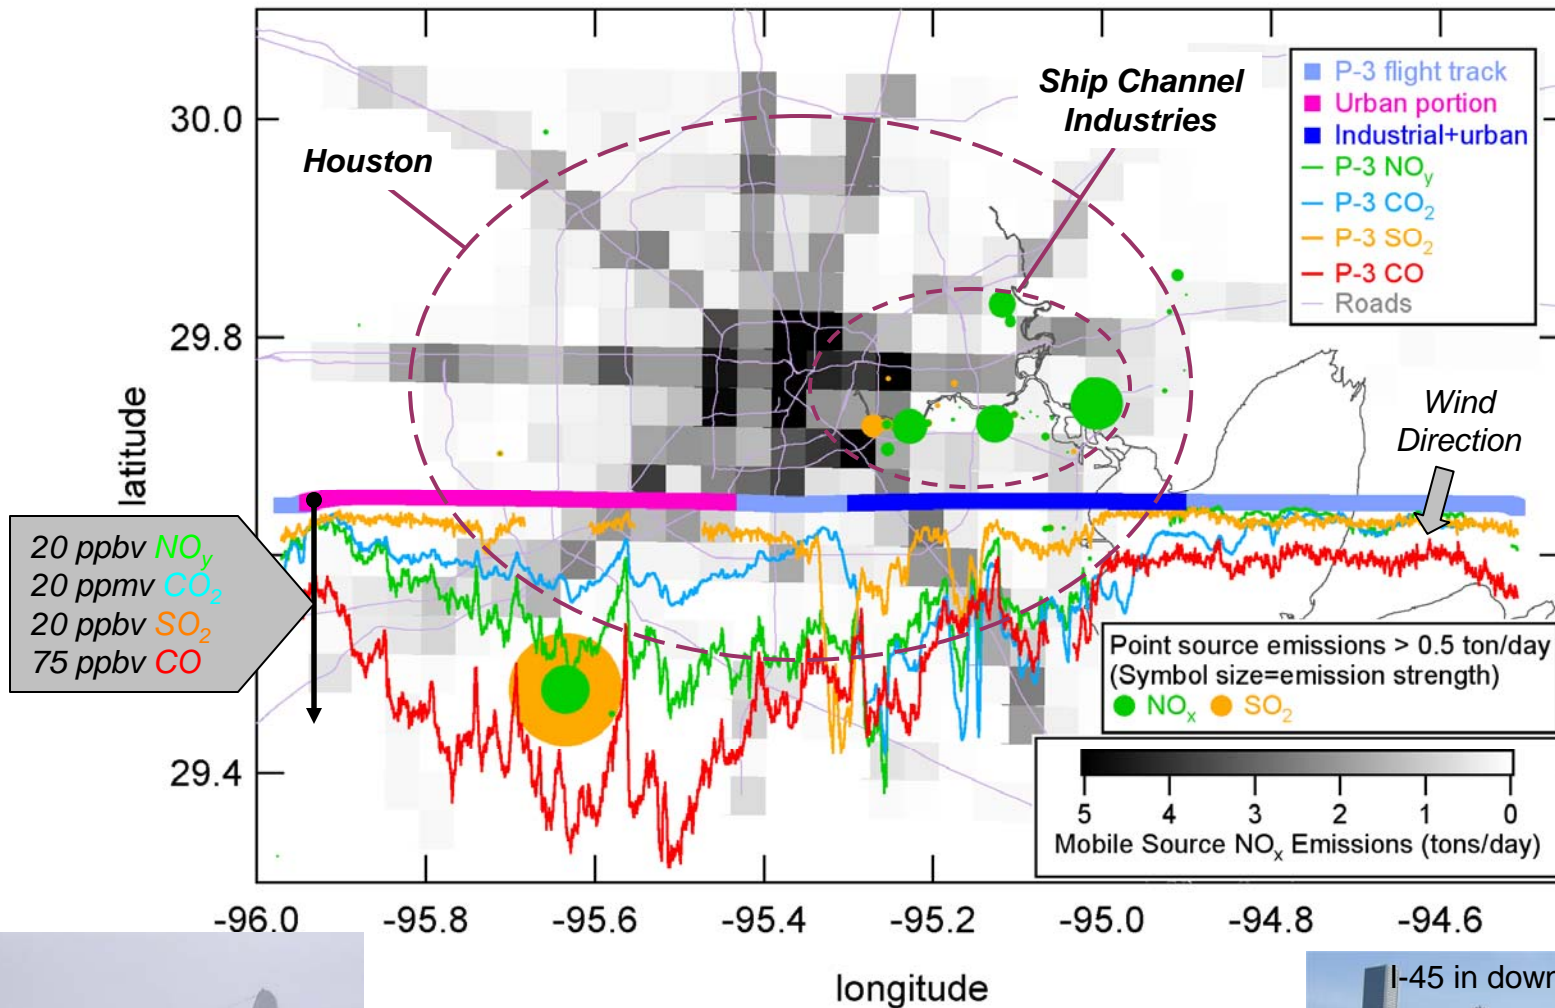 Houston
Ship Channel
Industries
P-3 flight track
Urban portion
Industrial+urban
P-3 NOy
P-3 CO2
P-3 SO2
P-3 CO
Roads
30.0
29.8
29.4
latitude
Wind
Direction
20 ppbv NOy
20 ppmv CO2
20 ppbv SO2
75 ppbv CO
Point source emissions > 0.5 ton/day
(Symbol size=emission strength)
NOx SO2
5 4 3 2 1 0
Mobile Source NOx Emissions (tons/day)
-96.0 -95.8 -95.6 -95.4 -95.2 -95.0 -94.8 -94.6
longitude
I-45 in down